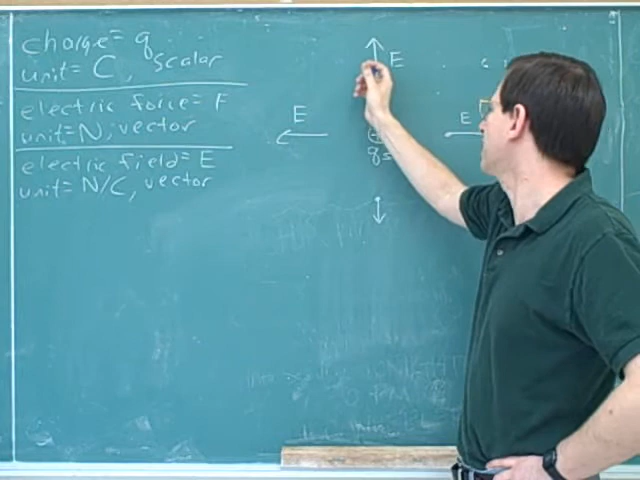 charge = q
unit = C, scalar
electric force = F
unit = N, vector
electric field = E
unit = N/C, vector
E
E
E
+
q